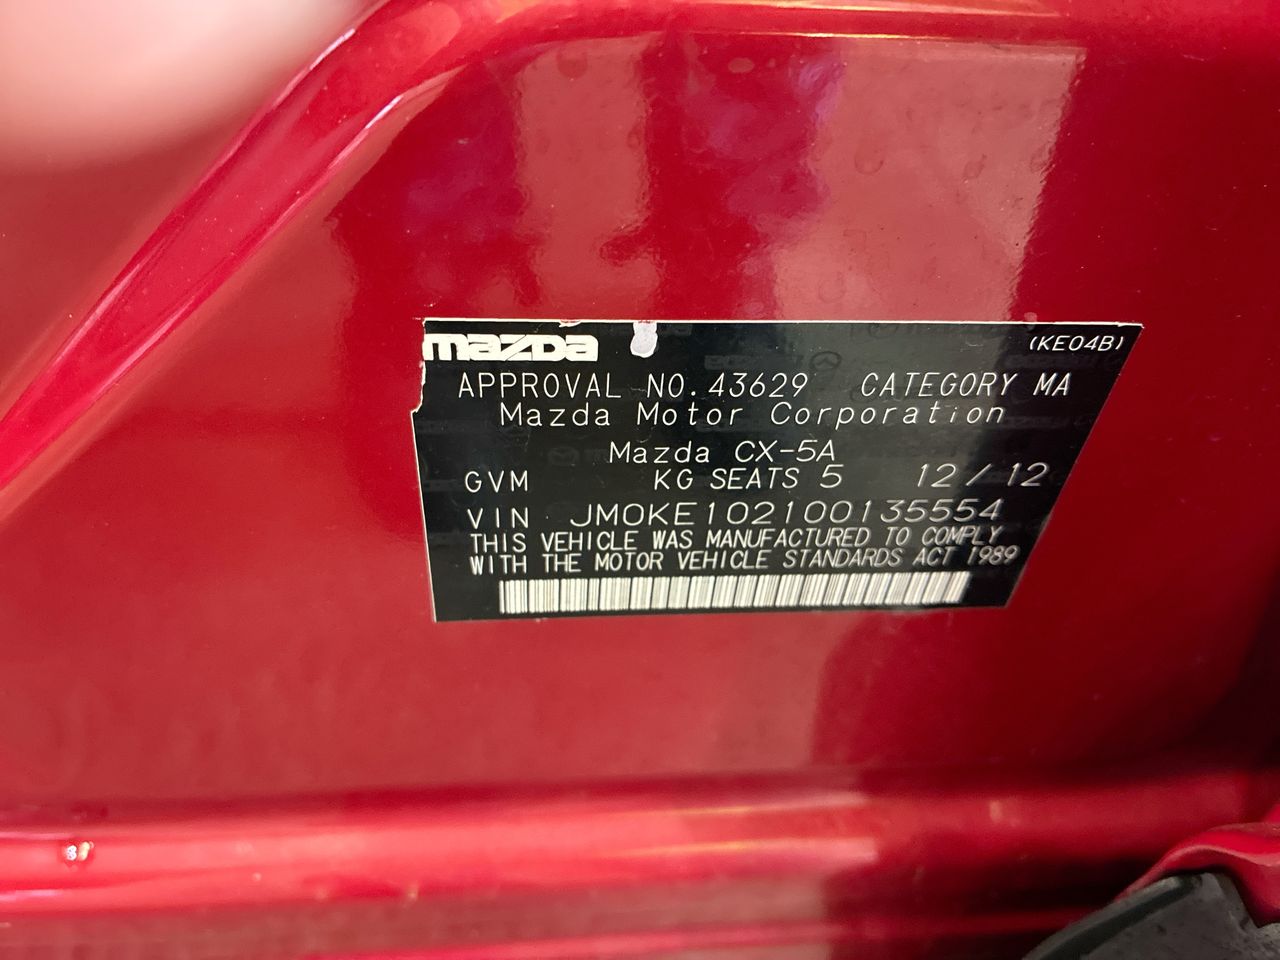 mazda (KE04B)
APPROVAL NO. 43629 CATEGORY MA
Mazda Motor Corporation
Mazda CX-5A
GVM KG SEATS 5 12/12
VIN JM0KE102100135554
THIS VEHICLE WAS MANUFACTURED TO COMPLY
WITH THE MOTOR VEHICLE STANDARDS ACT 1989